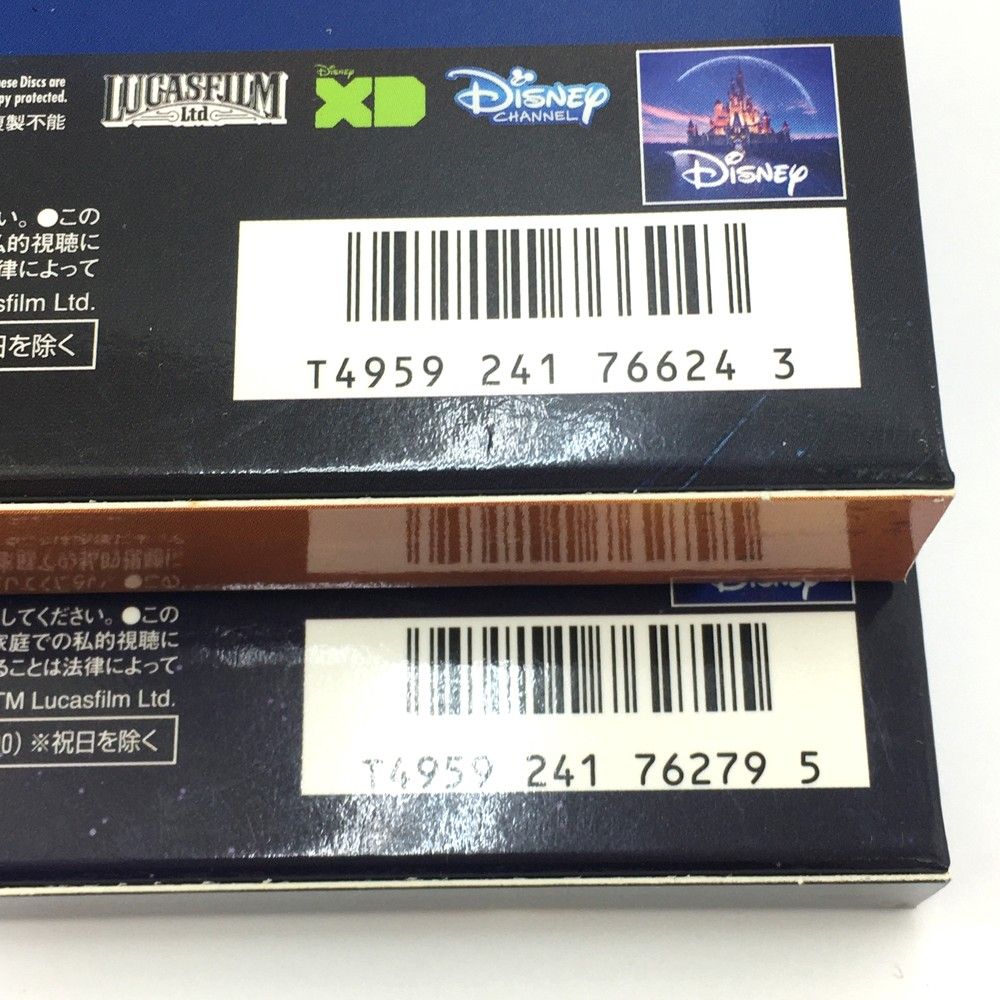 ese Discs are
py protected.
複製不能
LUCASFILM
Ltd
Disney
XD
Disney
CHANNEL
Disney
い。●この
私的視聴に
律によって
sfilm Ltd.
日を除く
T4959 241 76624 3
Disney
してください。●この
家庭での私的視聴に
ることは法律によって
TM Lucasfilm Ltd.
00) ※祝日を除く
T4959 241 76279 5